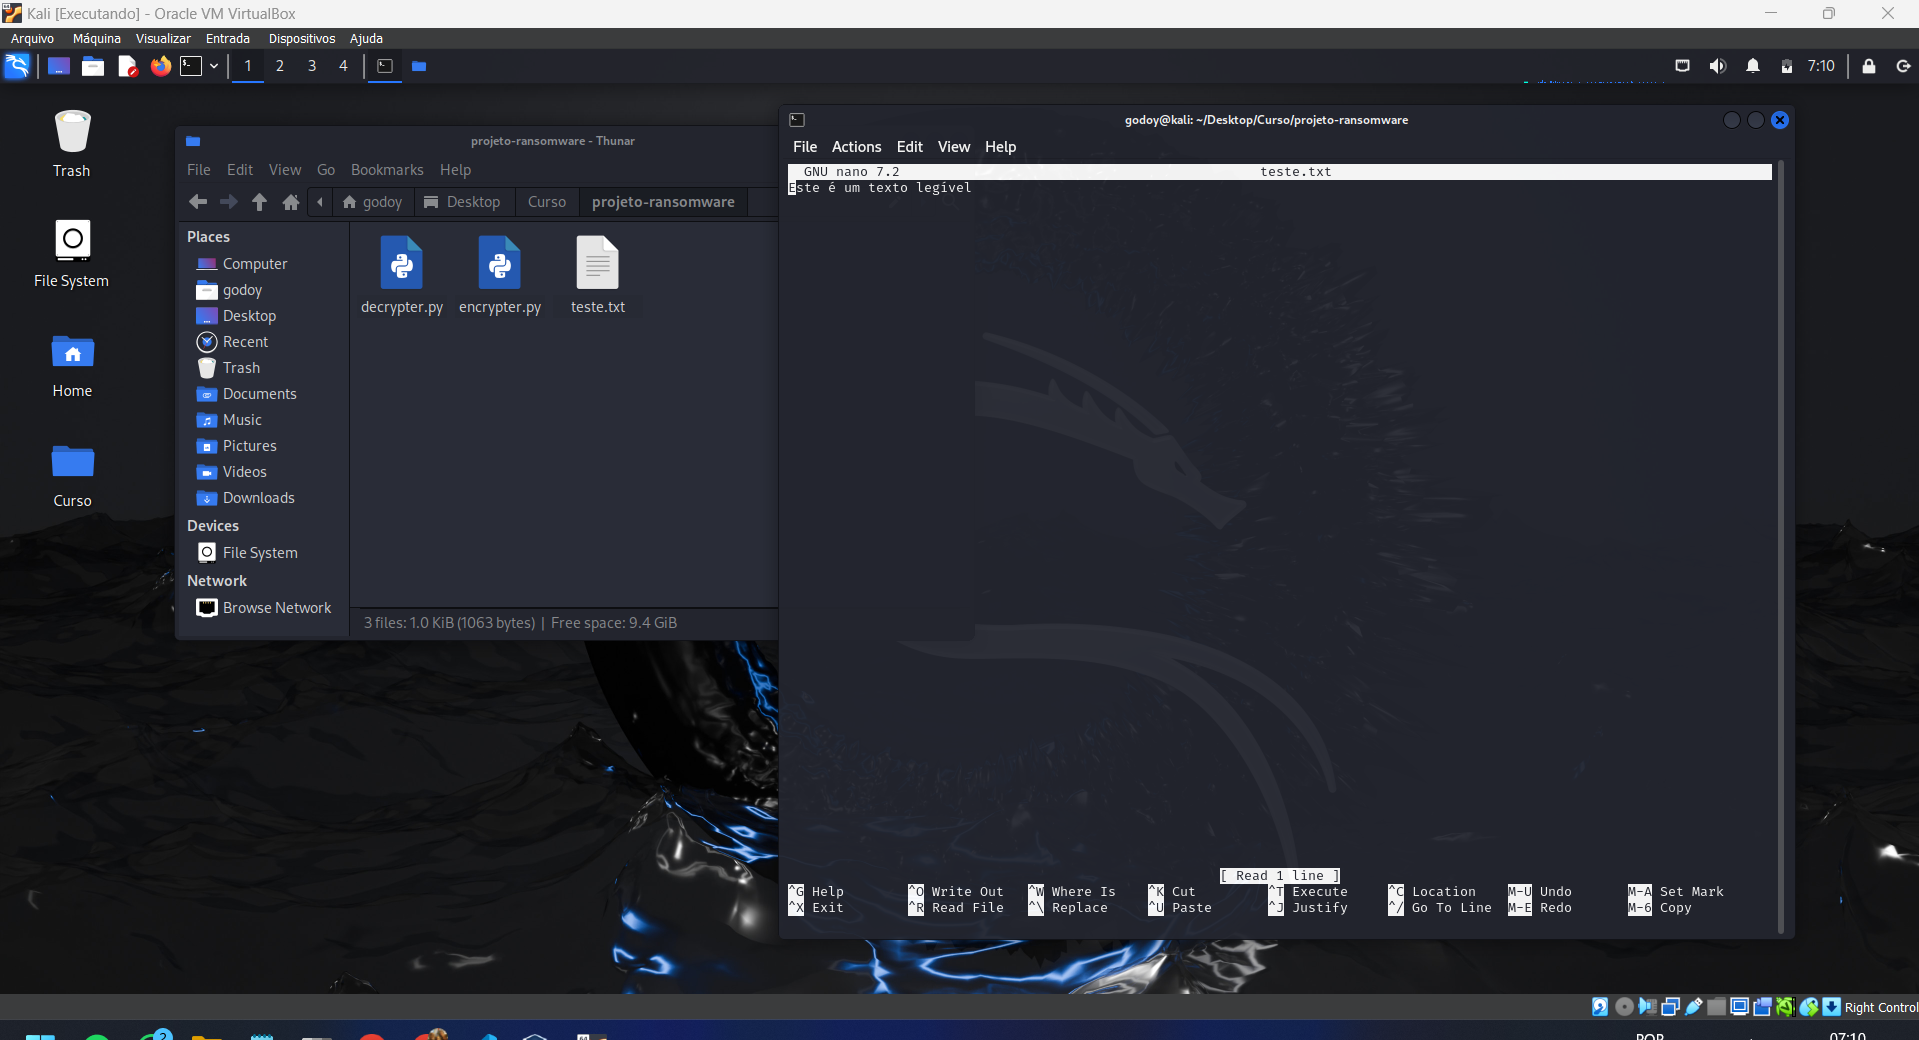 Kali [Executando] - Oracle VM VirtualBox
Arquivo Máquina Visualizar Entrada Dispositivos Ajuda
1 2 3 4
7:10
Trash
File System
Home
Curso
projeto-ransomware - Thunar
File Edit View Go Bookmarks Help
godoy Desktop Curso projeto-ransomware
Places
Computer
godoy
Desktop
Recent
Trash
Documents
Music
Pictures
Videos
Downloads
Devices
File System
Network
Browse Network
decrypter.py encrypter.py teste.txt
3 files: 1.0 KiB (1063 bytes) | Free space: 9.4 GiB
godoy@kali: ~/Desktop/Curso/projeto-ransomware
File Actions Edit View Help
GNU nano 7.2 teste.txt
Este é um texto legível
[ Read 1 line ]
^G Help ^O Write Out ^W Where Is ^K Cut ^T Execute ^C Location M-U Undo M-A Set Mark
^X Exit ^R Read File ^\ Replace ^U Paste ^J Justify ^/ Go To Line M-E Redo M-6 Copy
Right Control
2
POR
07:10